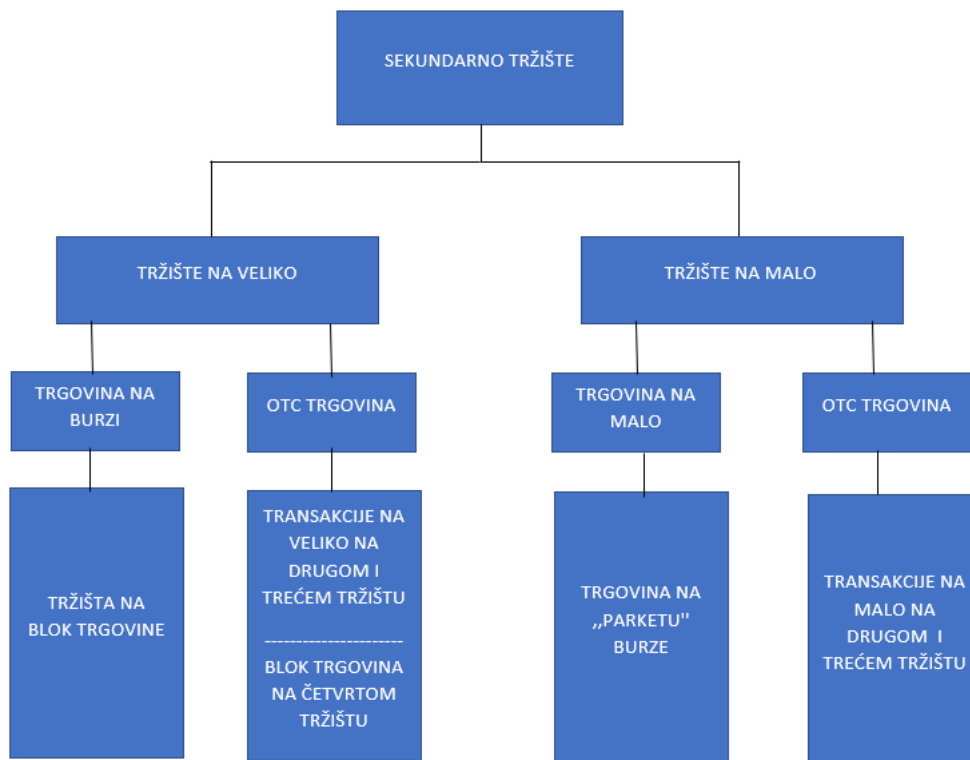 SEKUNDARNO TRŽIŠTE
TRŽIŠTE NA VELIKO
TRŽIŠTE NA MALO
TRGOVINA NA
BURZI
OTC TRGOVINA
TRGOVINA NA
MALO
OTC TRGOVINA
TRŽIŠTA NA
BLOK TRGOVINE
TRANSAKCIJE NA
VELIKO NA
DRUGOM I
TREĆEM TRŽIŠTU
----------------------
BLOK TRGOVINA
NA ČETVRTOM
TRŽIŠTU
TRGOVINA NA
,,PARKETU"
BURZE
TRANSAKCIJE NA
MALO NA
DRUGOM I
TREĆEM TRŽIŠTU